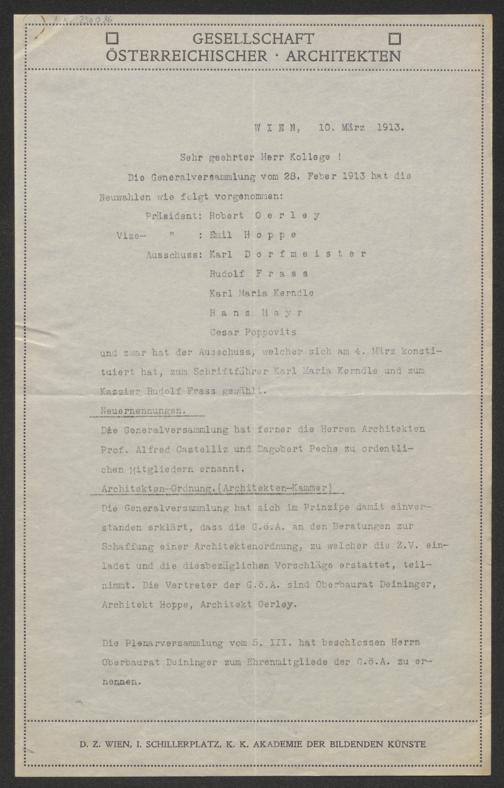 GESELLSCHAFT
ÖSTERREICHISCHER · ARCHITEKTEN
W I E N, 10. März 1913.
Sehr geehrter Herr Kollege !
Die Generalversammlung vom 28. Feber 1913 hat die
Neuwahlen wie folgt vorgenommen:
Präsident: Robert O e r l e y
Vize- " : Emil H o p p e
Ausschuss: Karl D o r f m e i s t e r
Rudolf F r a s s
Karl Maria Kerndle
H a n s M a y r
Cesar Poppovits
und zwar hat der Ausschuss, welcher sich am 4. März konsti-
tuiert hat, zum Schriftführer Karl Maria Kerndle und zum
Kassier Rudolf Frass gewählt.
Neuernennungen.
Die Generalversammlung hat ferner die Herren Architekten
Prof. Alfred Castelliz und Dagobert Peche zu ordentli-
chen Mitgliedern ernannt.
Architekten-Ordnung.(Architekten-Kammer)
Die Generalversammlung hat sich im Prinzipe damit einver-
standen erklärt, dass die G.ö.A. an den Beratungen zur
Schaffung einer Architektenordnung, zu welcher die Z.V. ein-
ladet und die diesbezüglichen Vorschläge erstattet, teil-
nimmt. Die Vertreter der G.ö.A. sind Oberbaurat Deininger,
Architekt Hoppe, Architekt Oerley.
Die Plenarversammlung vom 5. III. hat beschlossen Herrn
Oberbaurat Deininger zum Ehrenmitgliede der G.ö.A. zu er-
nennen.
D. Z. WIEN, I. SCHILLERPLATZ, K. K. AKADEMIE DER BILDENDEN KÜNSTE